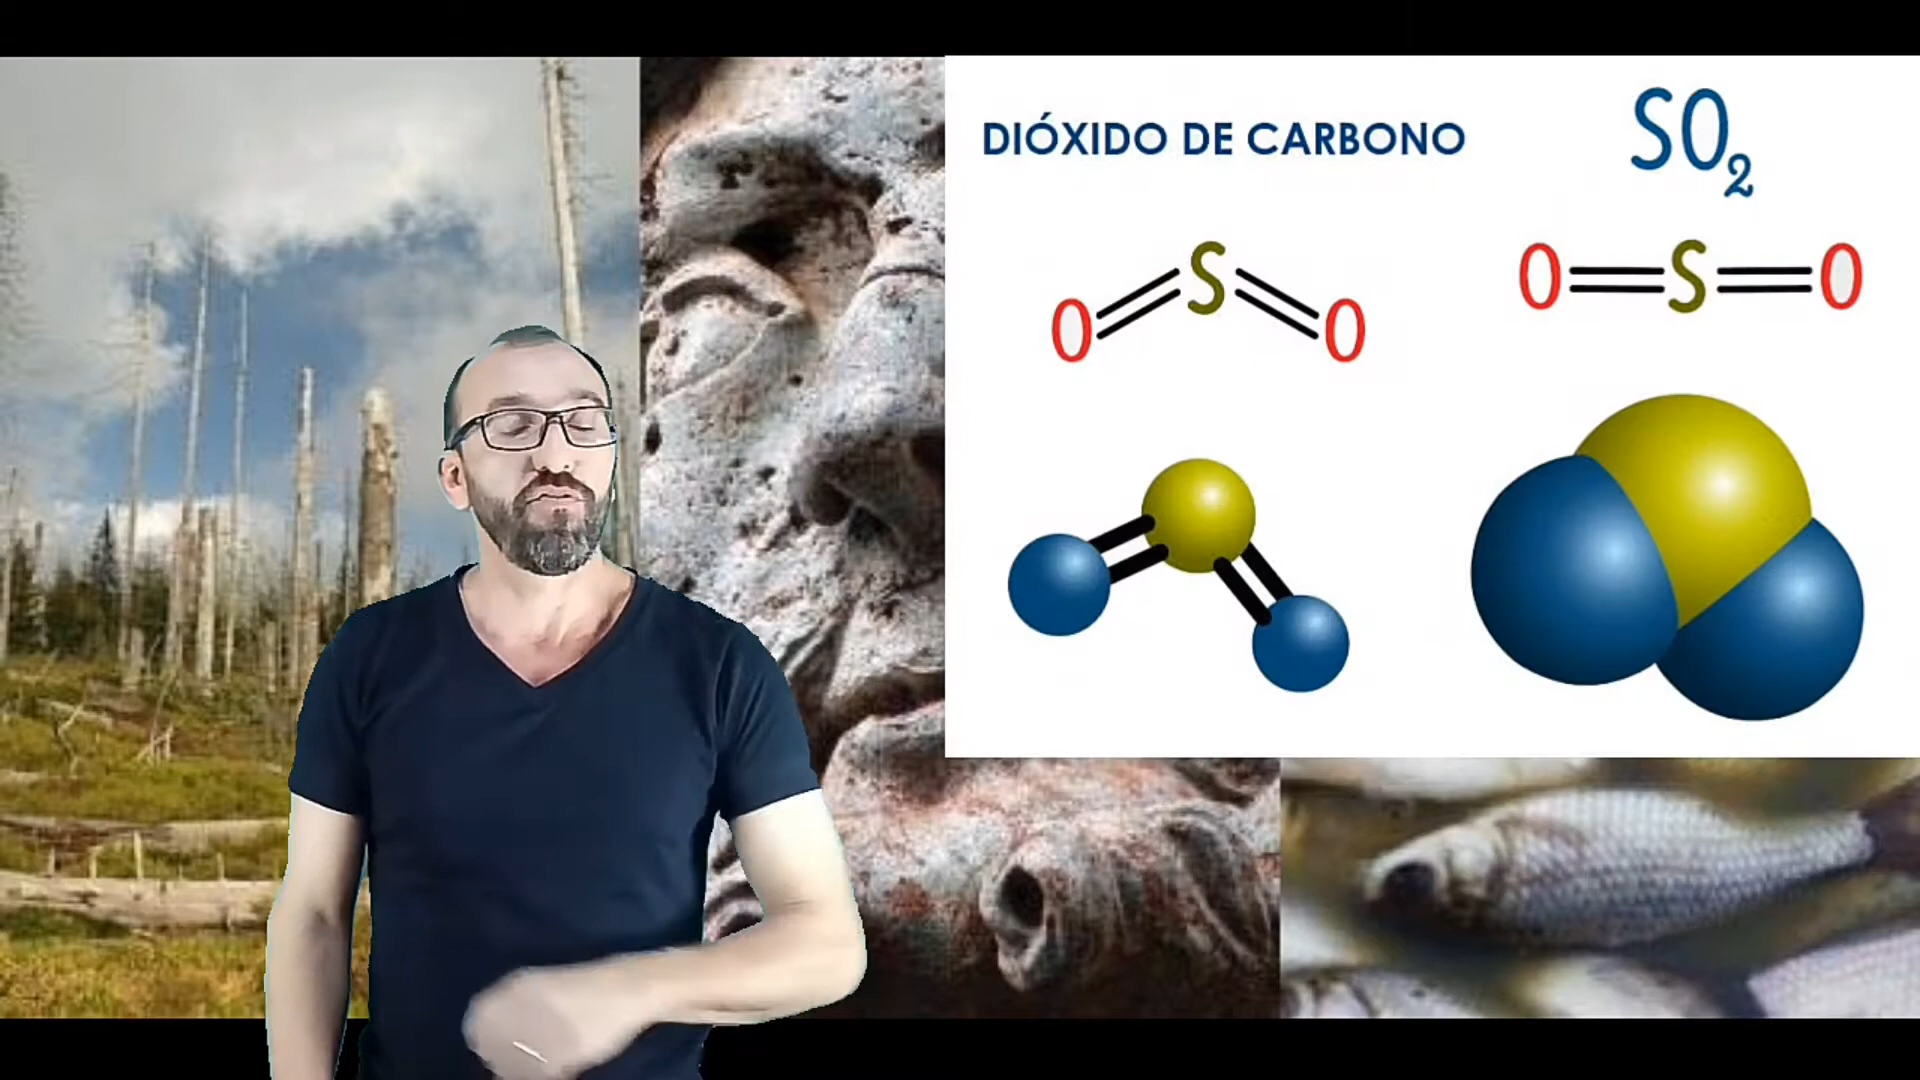 DIÓXIDO DE CARBONO
SO₂
O=S=O
O=S=O